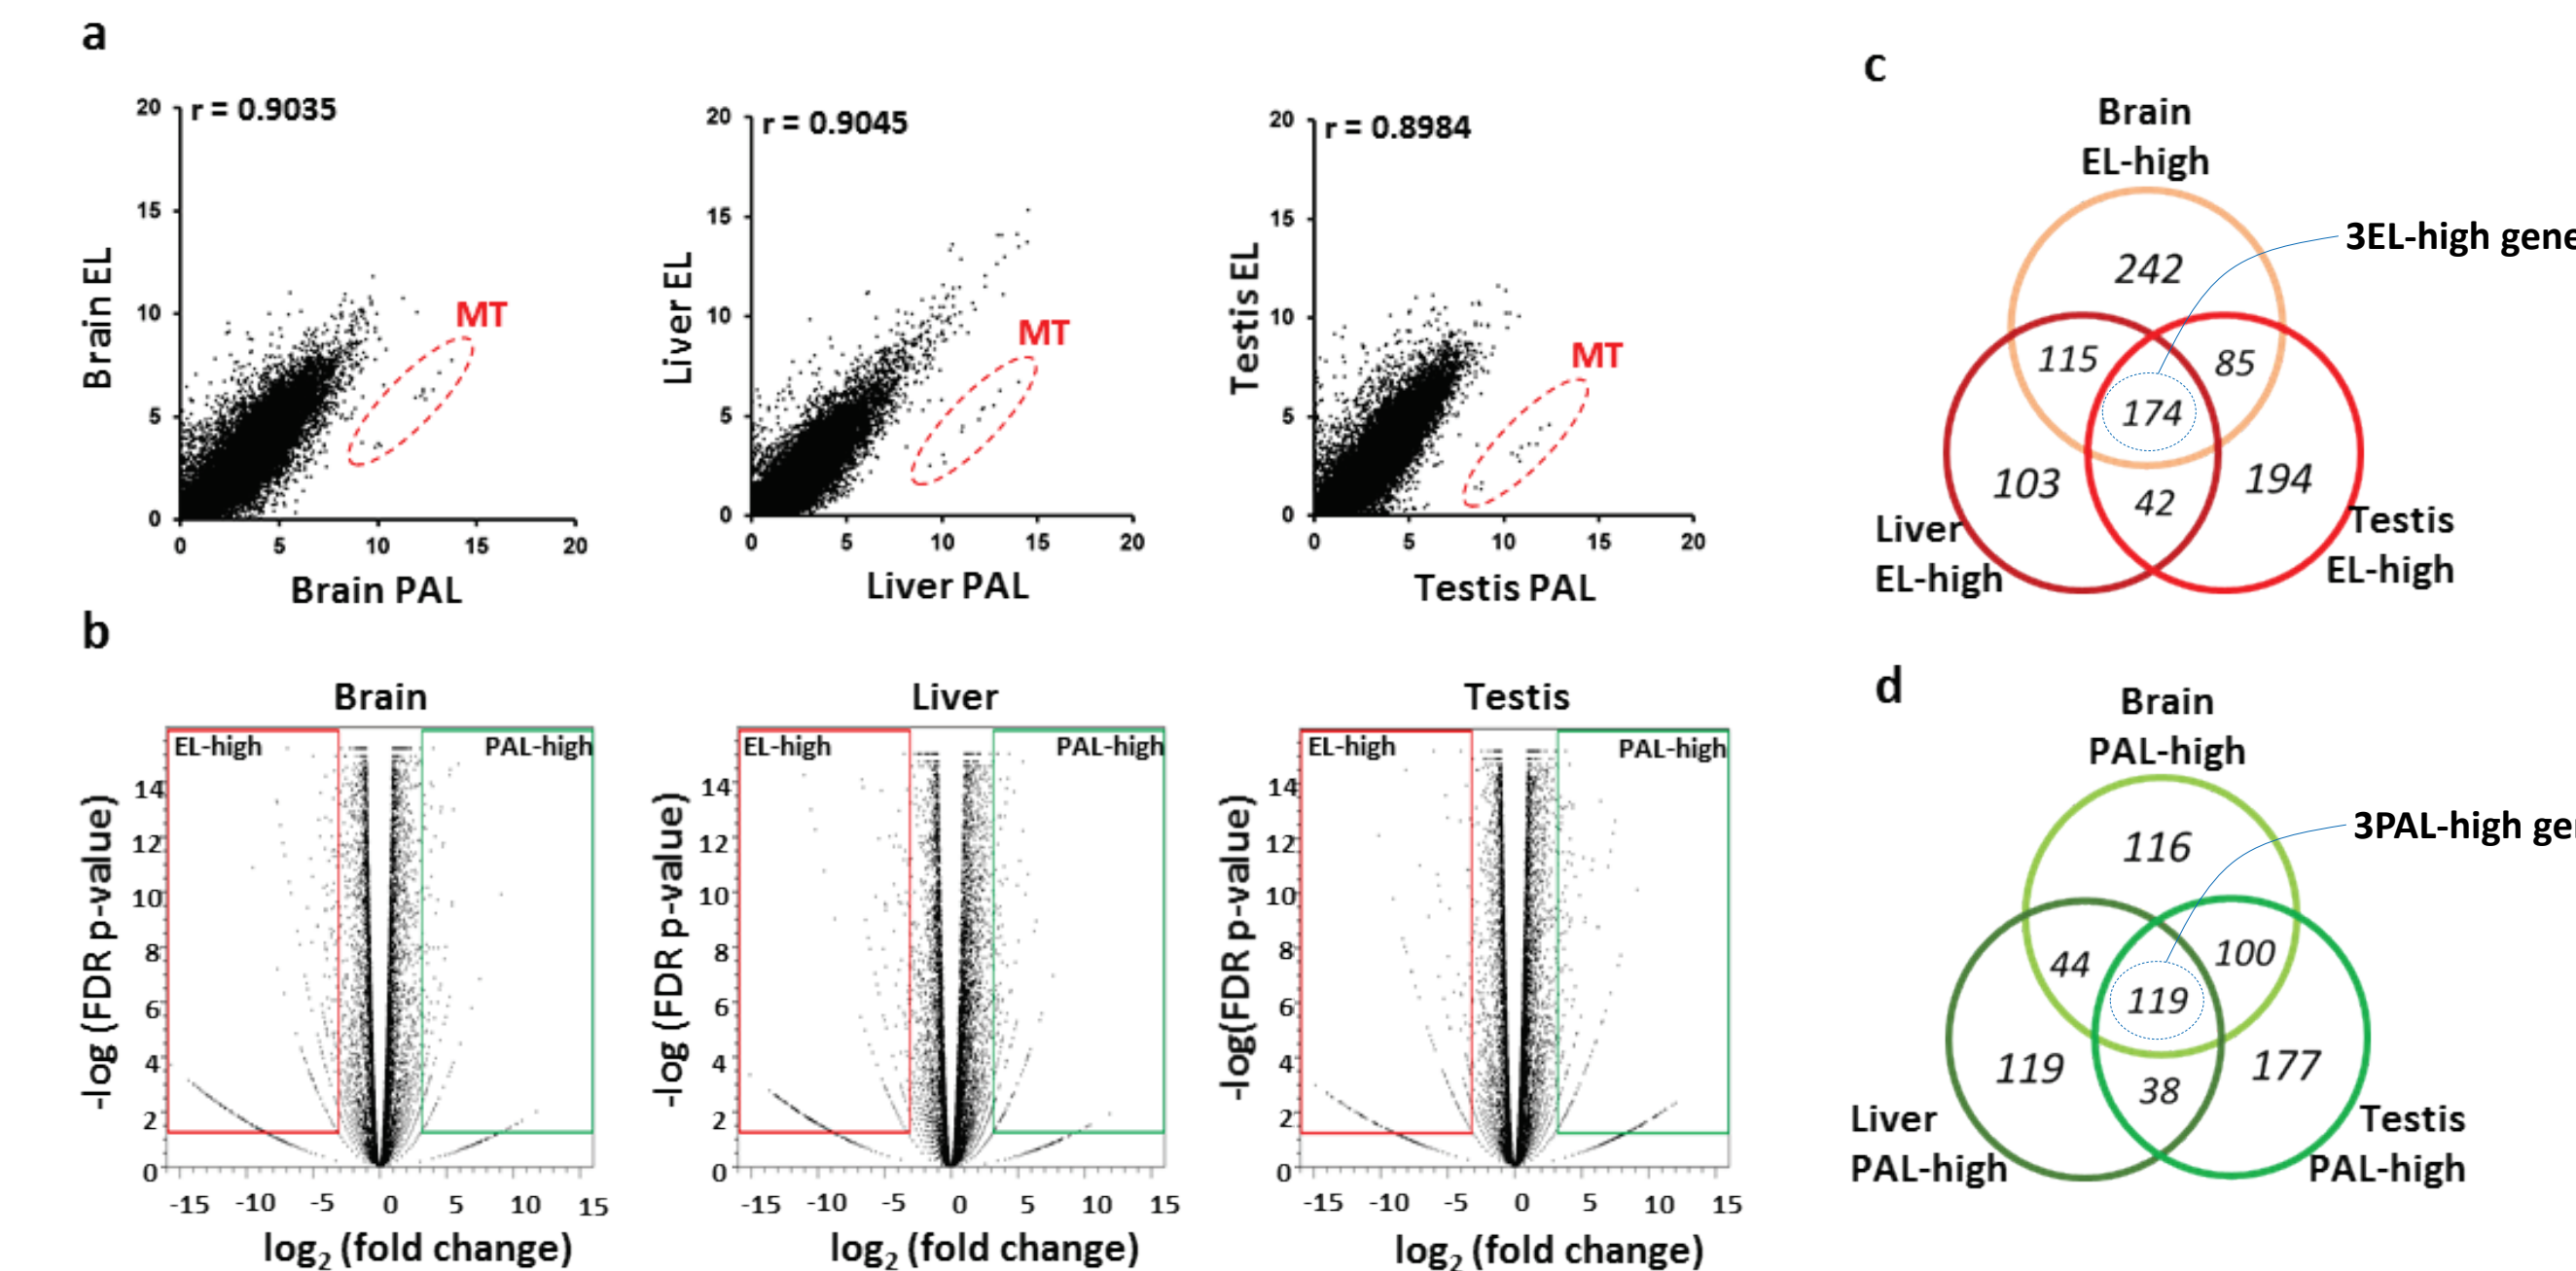 a
r = 0.9035
20
15
10
5
0
0 5 10 15 20
Brain EL
Brain PAL
MT
r = 0.9045
20
15
10
5
0
0 5 10 15 20
Liver EL
Liver PAL
MT
r = 0.8984
20
15
10
5
0
0 5 10 15 20
Testis EL
Testis PAL
MT
b
Brain
EL-high PAL-high
14
12
10
8
6
4
2
0
-15 -10 -5 0 5 10 15
-log (FDR p-value)
log2 (fold change)
Liver
EL-high PAL-high
14
12
10
8
6
4
2
0
-15 -10 -5 0 5 10 15
-log (FDR p-value)
log2 (fold change)
Testis
EL-high PAL-high
14
12
10
8
6
4
2
0
-15 -10 -5 0 5 10 15
-log(FDR p-value)
log2 (fold change)
c
Brain
EL-high
3EL-high gene
242
115
85
174
103
194
42
Liver
EL-high
Testis
EL-high
d
Brain
PAL-high
3PAL-high ge
116
44
100
119
119
177
38
Liver
PAL-high
Testis
PAL-high